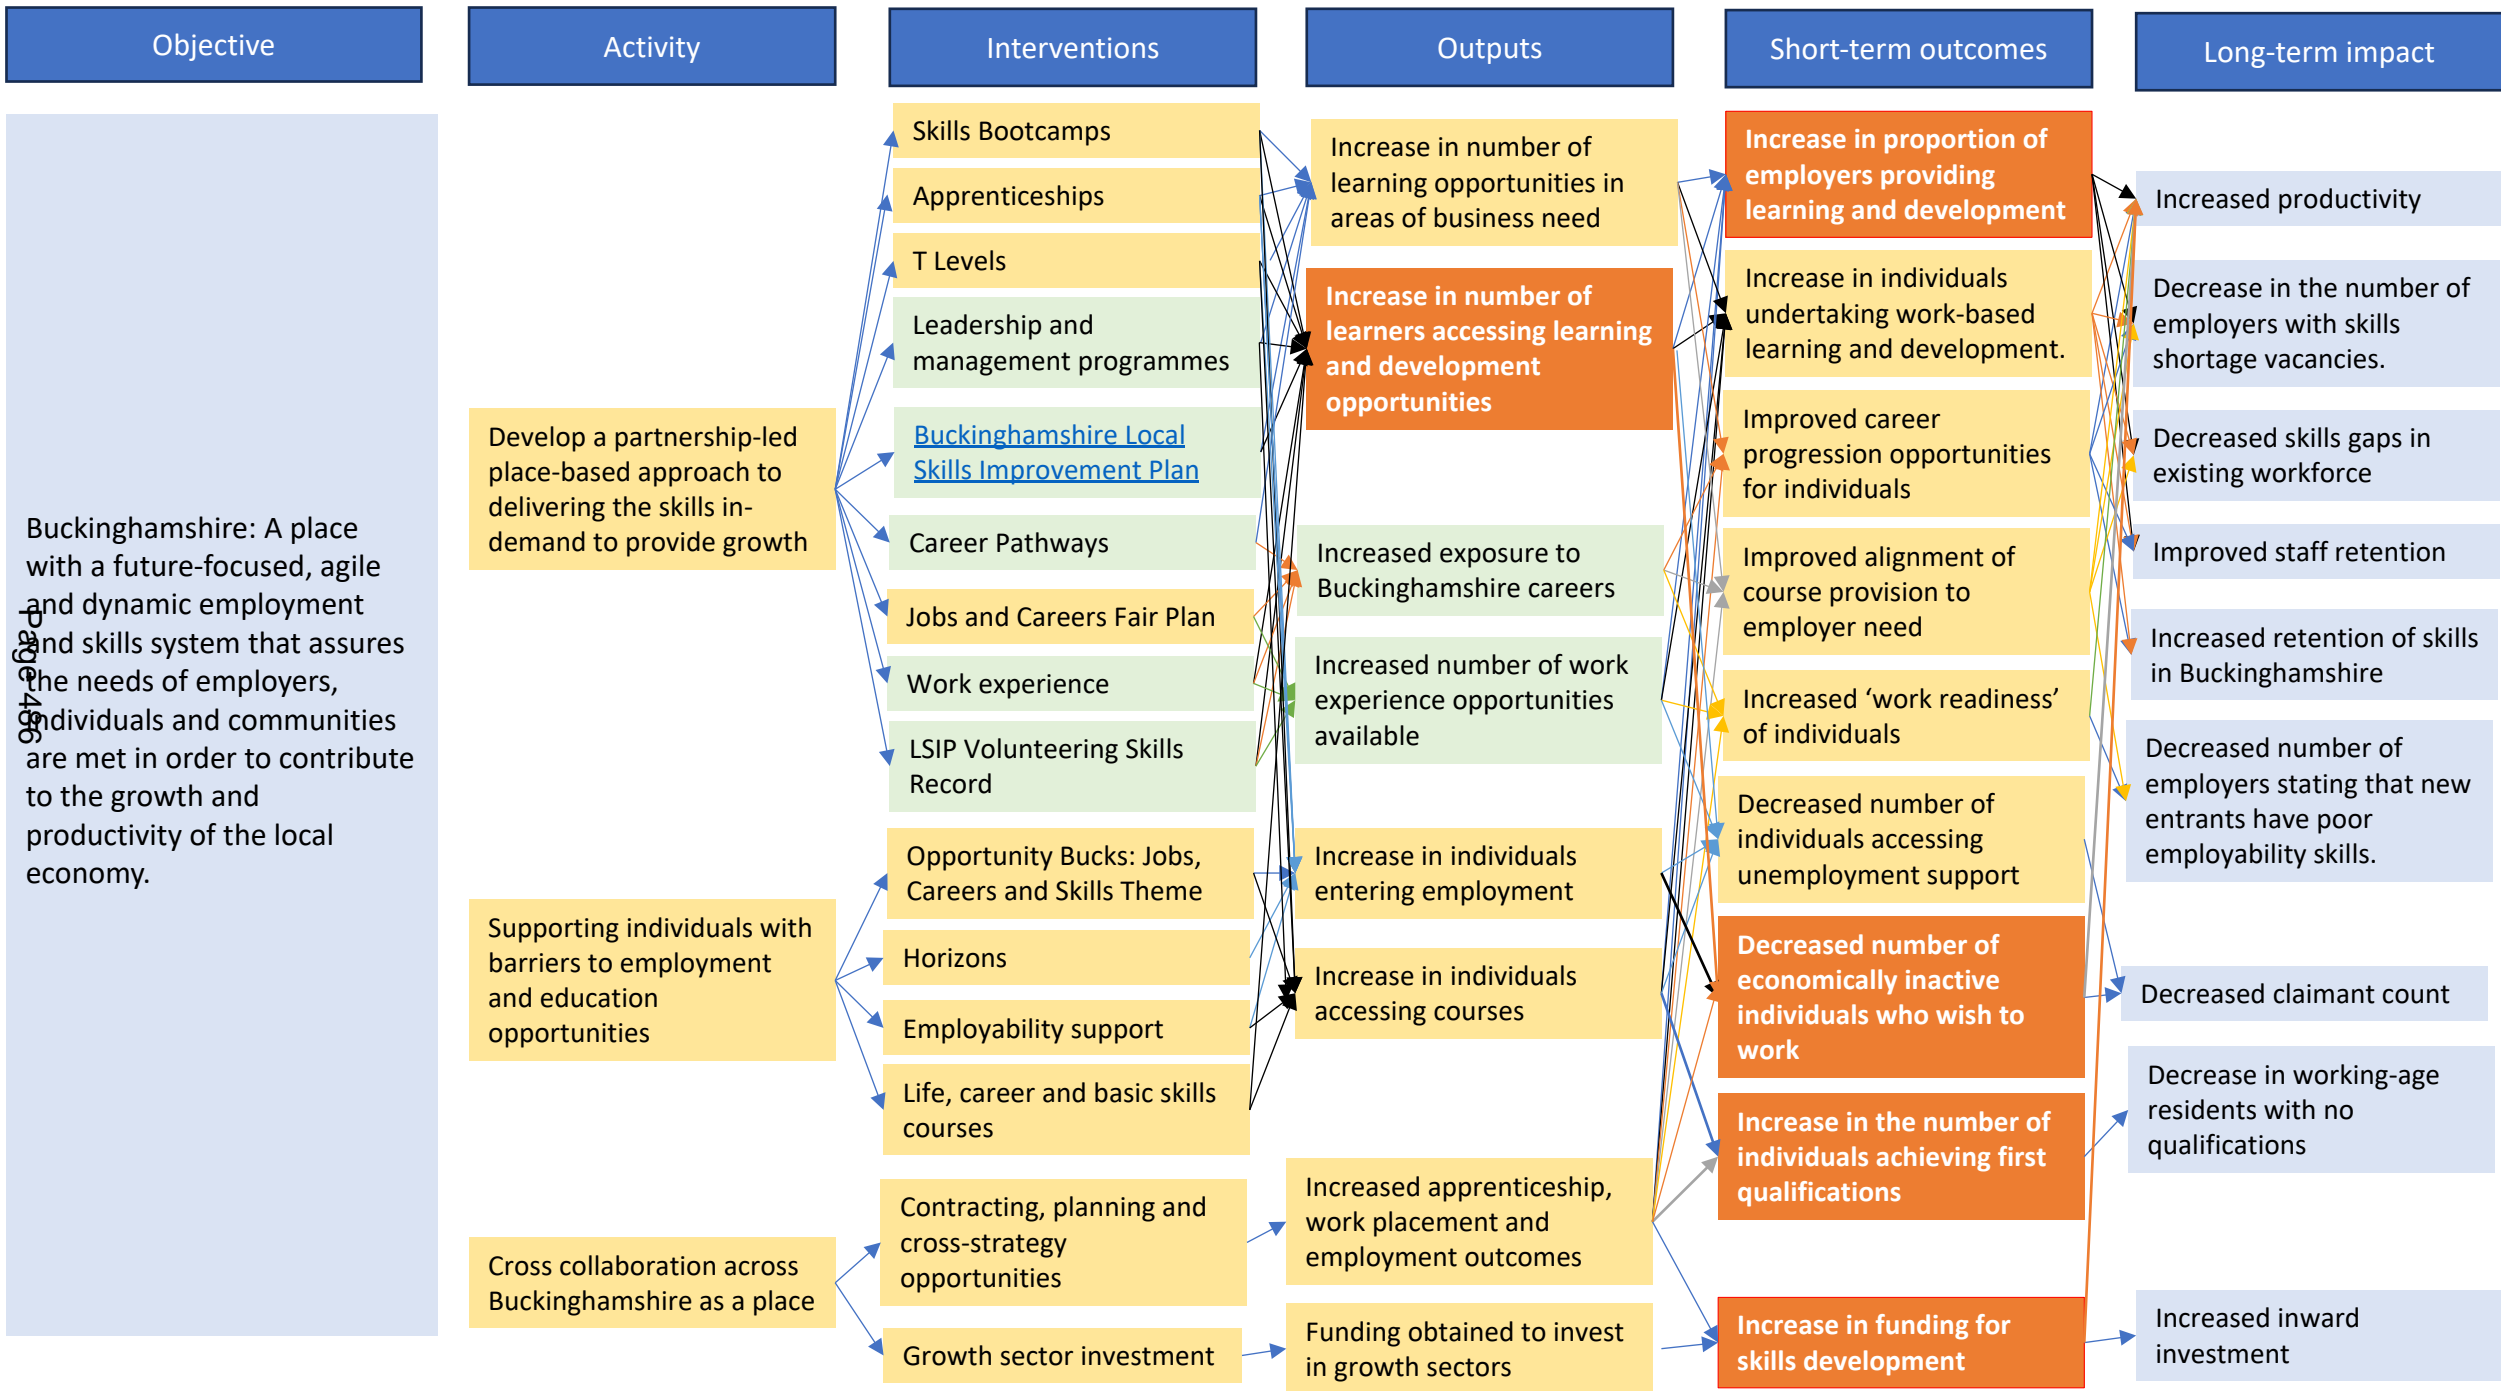 Objective
Activity
Interventions
Outputs
Short-term outcomes
Long-term impact
Buckinghamshire: A place
with a future-focused, agile
and dynamic employment
and skills system that assures
the needs of employers,
individuals and communities
are met in order to contribute
to the growth and
productivity of the local
economy.
Page 486
Develop a partnership-led
place-based approach to
delivering the skills in-
demand to provide growth
Supporting individuals with
barriers to employment
and education
opportunities
Cross collaboration across
Buckinghamshire as a place
Skills Bootcamps
Apprenticeships
T Levels
Leadership and
management programmes
Buckinghamshire Local
Skills Improvement Plan
Career Pathways
Jobs and Careers Fair Plan
Work experience
LSIP Volunteering Skills
Record
Opportunity Bucks: Jobs,
Careers and Skills Theme
Horizons
Employability support
Life, career and basic skills
courses
Contracting, planning and
cross-strategy
opportunities
Growth sector investment
Increase in number of
learning opportunities in
areas of business need
Increase in number of
learners accessing learning
and development
opportunities
Increased exposure to
Buckinghamshire careers
Increased number of work
experience opportunities
available
Increase in individuals
entering employment
Increase in individuals
accessing courses
Increased apprenticeship,
work placement and
employment outcomes
Funding obtained to invest
in growth sectors
Increase in proportion of
employers providing
learning and development
Increase in individuals
undertaking work-based
learning and development.
Improved career
progression opportunities
for individuals
Improved alignment of
course provision to
employer need
Increased ‘work readiness’
of individuals
Decreased number of
individuals accessing
unemployment support
Decreased number of
economically inactive
individuals who wish to
work
Increase in the number of
individuals achieving first
qualifications
Increase in funding for
skills development
Increased productivity
Decrease in the number of
employers with skills
shortage vacancies.
Decreased skills gaps in
existing workforce
Improved staff retention
Increased retention of skills
in Buckinghamshire
Decreased number of
employers stating that new
entrants have poor
employability skills.
Decreased claimant count
Decrease in working-age
residents with no
qualifications
Increased inward
investment